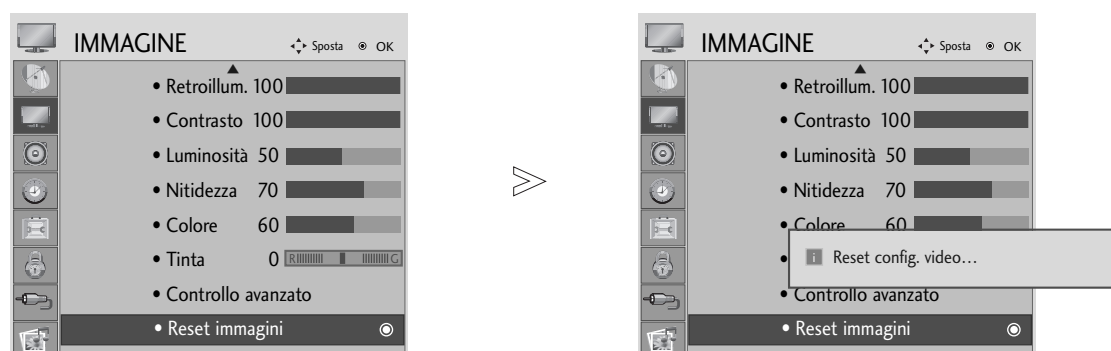 IMMAGINE
Sposta OK
• Retroillum. 100
• Contrasto 100
• Luminosità 50
• Nitidezza 70
• Colore 60
• Tinta 0 R G
• Controllo avanzato
• Reset immagini
>
IMMAGINE
Sposta OK
• Retroillum. 100
• Contrasto 100
• Luminosità 50
• Nitidezza 70
• Colore 60
i Reset config. video…
• Controllo avanzato
• Reset immagini